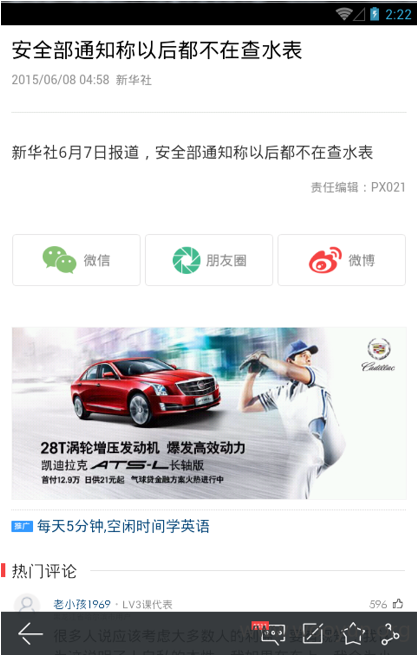 2:22
安全部通知称以后都不在查水表
2015/06/08 04:58 新华社
新华社6月7日报道，安全部通知称以后都不在查水表
责任编辑：PX021
微信
朋友圈
微博
Cadillac
28T涡轮增压发动机 爆发高效动力
凯迪拉克 ATS-L 长轴版
首付12.9万 日供21元起 气球贷金融方案火热进行中
推广 每天5分钟,空闲时间学英语
热门评论
老小孩1969 · LV3课代表 596
很多人说应该考虑大多数人的